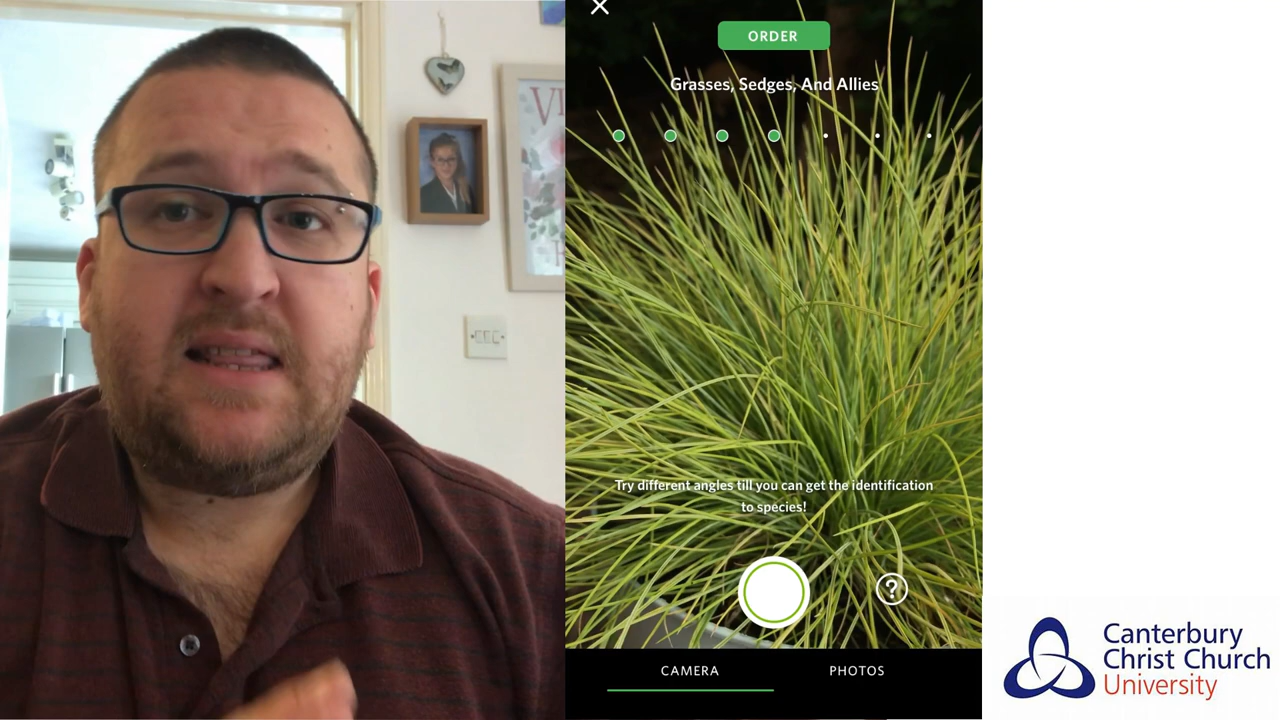 ORDER
Grasses, Sedges, And Allies
Try different angles till you can get the identification
to species!
?
CAMERA
PHOTOS
Canterbury
Christ Church
University